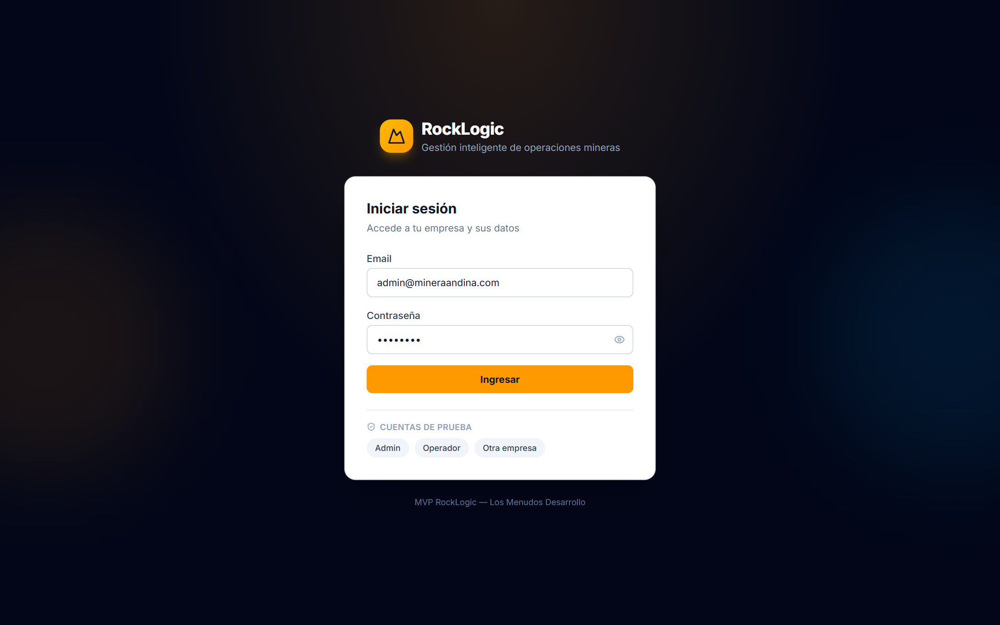 RockLogic
Gestión inteligente de operaciones mineras
Iniciar sesión
Accede a tu empresa y sus datos
Email
admin@mineraandina.com
Contraseña
••••••••
Ingresar
CUENTAS DE PRUEBA
Admin Operador Otra empresa
MVP RockLogic — Los Menudos Desarrollo